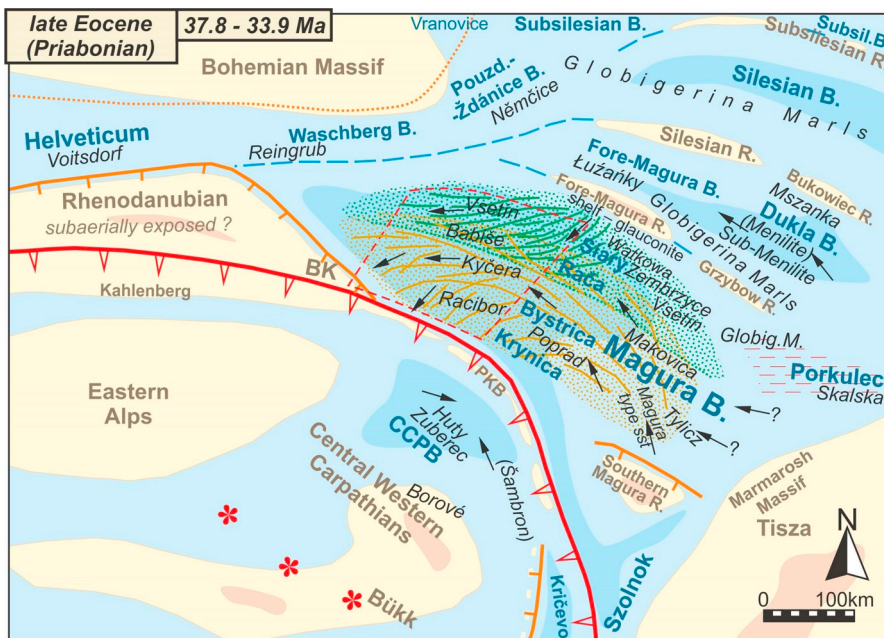 late Eocene
(Priabonian)
37.8 - 33.9 Ma
Vranovice
Subsilesian B.
Subsil.B.
Subsilesian R.
Bohemian Massif
Pouzd.-
Ždánice B.
Němčice
Globigerina Marls
Silesian B.
Helveticum
Voitsdorf
Waschberg B.
Reingrub
Silesian R.
Fore-Magura B.
Łużańky
Bukowiec R.
Mszanka
Rhenodanubian
subaerially exposed ?
Fore-Magura R.
shelf - glauconite
Globigerina Marls
Dukla B.
(Menilite)
Sub-Menilite
Grzybow R.
Vsetín
Babiše
Siary
Rača
Watkowa
Zembrzyce
Vsetín
BK
Kyčera
Racibor
Bystrica
Makovica
Globig.M.
Kahlenberg
Krynica
Poprad
Magura B.
Porkulec
Skalska
PKB
Magura
type sst
Tylicz
?
?
Eastern
Alps
Huty
Zuberec
CCPB
(Šambron)
Central Western
Carpathians
Borové
Southern
Magura R.
Marmarosh
Massif
Tisza
N
Bükk
Kričevo
Szolnok
0 100km